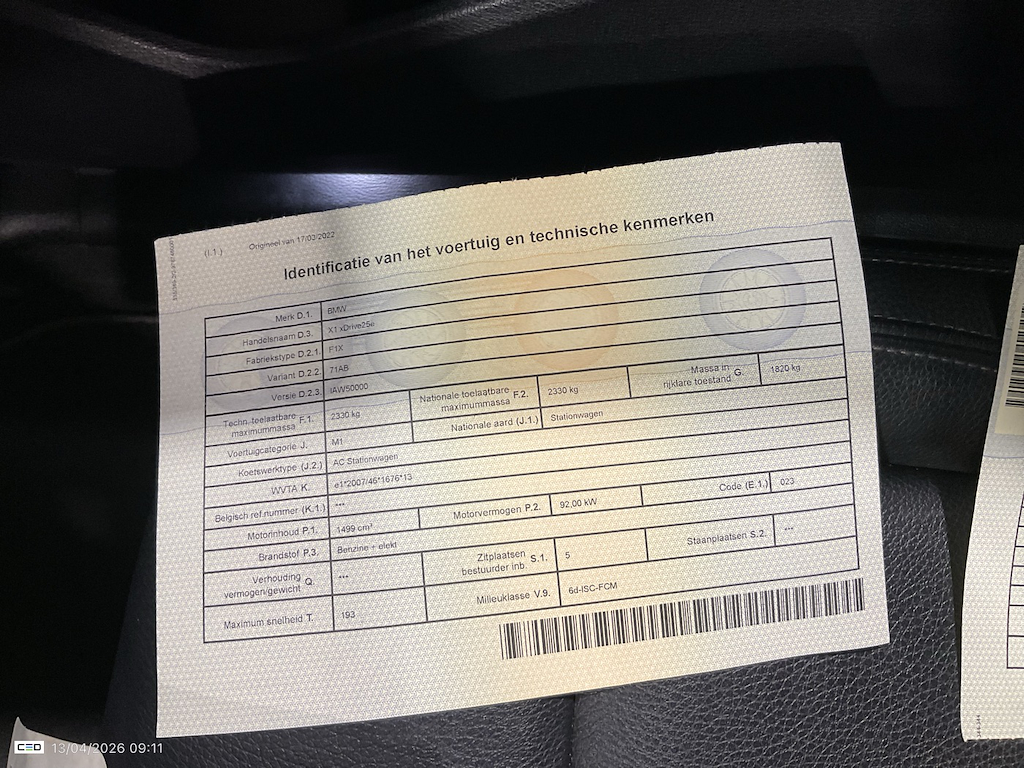 (I.1.) Origineel van 17/03/2022
Identificatie van het voertuig en technische kenmerken
Merk D.1. BMW
Handelsnaam D.3. X1 xDrive25e
Fabriekstype D.2.1. F1X
Variant D.2.2. 71AB
Versie D.2.3. IAW50000
Techn. toelaatbare maximummassa F.1. 2330 kg Nationale toelaatbare maximummassa F.2. 2330 kg Massa in rijklare toestand G. 1820 kg
Voertuigcategorie J. M1 Nationale aard (J.1.) Stationwagen
Koetswerktype (J.2.) AC Stationwagen
WVTA K. e1*2007/46*1676*13
Belgisch ref.nummer (K.1.) ***
Motorinhoud P.1. 1499 cm³ Motorvermogen P.2. 92,00 kW Code (E.1.) 023
Brandstof P.3. Benzine + elekt
Verhouding vermogen/gewicht Q. *** Zitplaatsen bestuurder inb. S.1. 5 Staanplaatsen S.2. ***
Maximum snelheid T. 193 Milieuklasse V.9. 6d-ISC-FCM
CED 13/04/2026 09:11